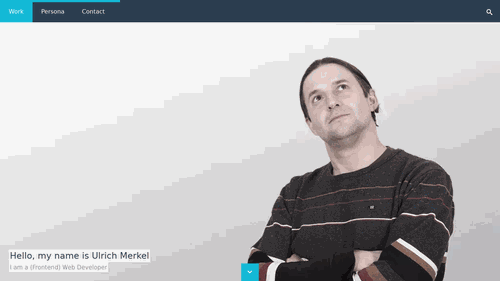 Work
Persona
Contact
Hello, my name is Ulrich Merkel
I am a (Frontend) Web Developer